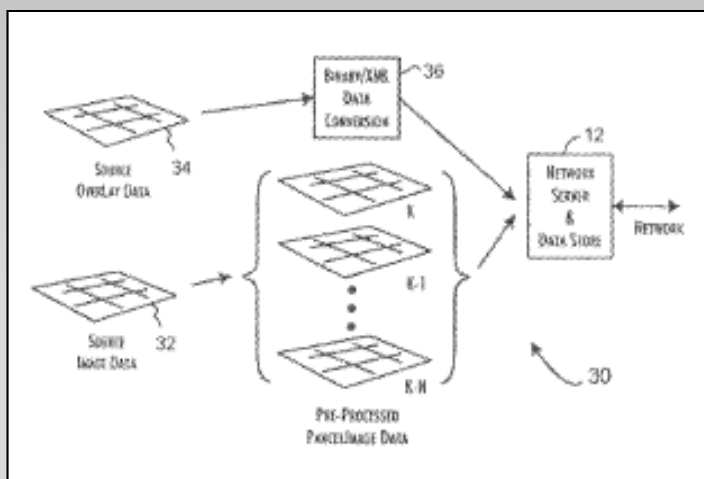 BINARY/XML
DATA
CONVERSION
36
34
SOURCE
OVERLAY DATA
12
NETWORK
SERVER
&
DATA STORE
NETWORK
K
K-1
K-N
32
SOURCE
IMAGE DATA
30
PRE-PROCESSED
PARCEL IMAGE DATA